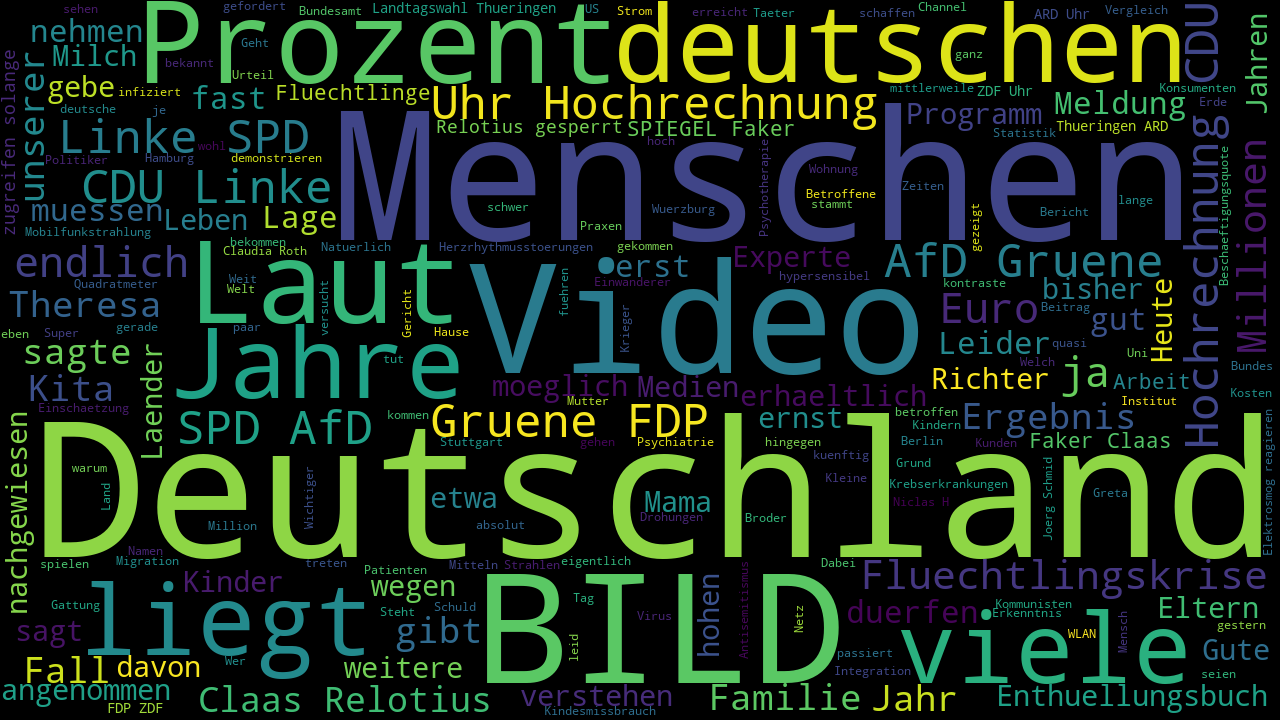 sehen
gefordert
Bundesamt
Landtagswahl Thueringen
US
Strom
erreicht
Taeter
schaffen
Channel
ARD Uhr
Vergleich
Prozent
deutschen
CDU
Jahren
nehmen
Geht
Milch
bekannt
Urteil
ganz
gebe
infiziert
fast
Fluechtlinge
Uhr Hochrechnung
mittlerweile
ZDF Uhr
Konsumenten
Erde
deutsche
je
Programm
Meldung
zugreifen solange
unserer
Linke SPD
Relotius gesperrt
SPIEGEL Faker
Statistik
Thueringen ARD
Politiker
Hamburg
wohl
demonstrieren
hoch
Menschen
Psychotherapie
Wohnung
Zeiten
CDU Linke
Betroffene
stammt
lange
muessen
Leben
Lage
schwer
Wuerzburg
Bericht
Praxen
gezeigt
Beschaeftigungsquote
Millionen
Hochrechnung
Mobilfunkstrahlung
bekommen
Claudia Roth
Natuerlich
Herzrhythmusstoerungen
gekommen
endlich
Laut
Video
erst
Experte
AfD Gruene
hypersensibel
Einwanderer
Quadratmeter
Weit
Welt
kontraste
bisher
Theresa
versucht
Gericht
fuehren
Krieger
Euro
Beitrag
gut
Heute
eben
Super
gerade
paar
Hause
sagte
Jahre
tut
Leider
quasi
Uni
Welch
Bundes
Kita
Laender
moeglich
Medien
erhaeltlich
Richter
ja
Arbeit
Kosten
Einschaetzung
Mutter
Institut
SPD AfD
kommen
Gruene FDP
ernst
betroffen
Kindern
Ergebnis
Stuttgart
gehen
Psychiatrie
hingegen
Berlin
Kunden
Faker Claas
nachgewiesen
Deutschland
warum
Land
Wichtiger
kuenftig
Grund
Kleine
Krebserkrankungen
Joerg Schmid
Elektrosmog reagieren
etwa
Mama
Niclas H
Greta
Million
absolut
Drohungen
Broder
Namen
Migration
spielen
treten
Patienten
Mitteln
Strahlen
eigentlich
Dabei
Kinder
liegt
wegen
BILD
Fluechtlingskrise
Gattung
Steht
Schuld
Tag
Virus
hohen
Antisemitismus
Netz
duerfen
Kommunisten
Erkenntnis
Eltern
sagt
gibt
leid
viele
WLAN
Mensch
gestern
Fall
davon
Wer
weitere
passiert
Integration
Gute
seien
angenommen
FDP ZDF
Claas Relotius
verstehen
Kindesmissbrauch
Familie
Jahr
Enthuellungsbuch